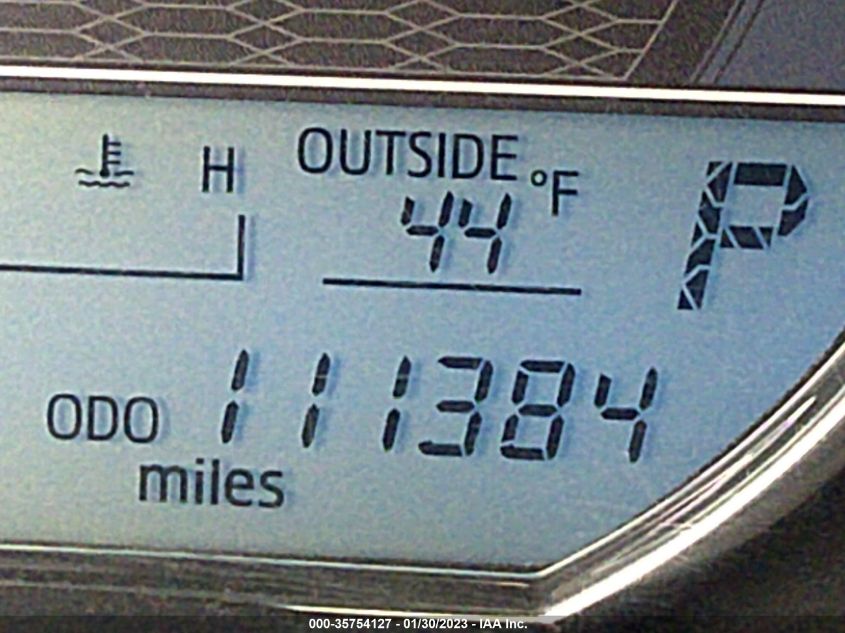 H OUTSIDE °F P
44
ODO 111384
miles
000-35754127 - 01/30/2023 - IAA Inc.